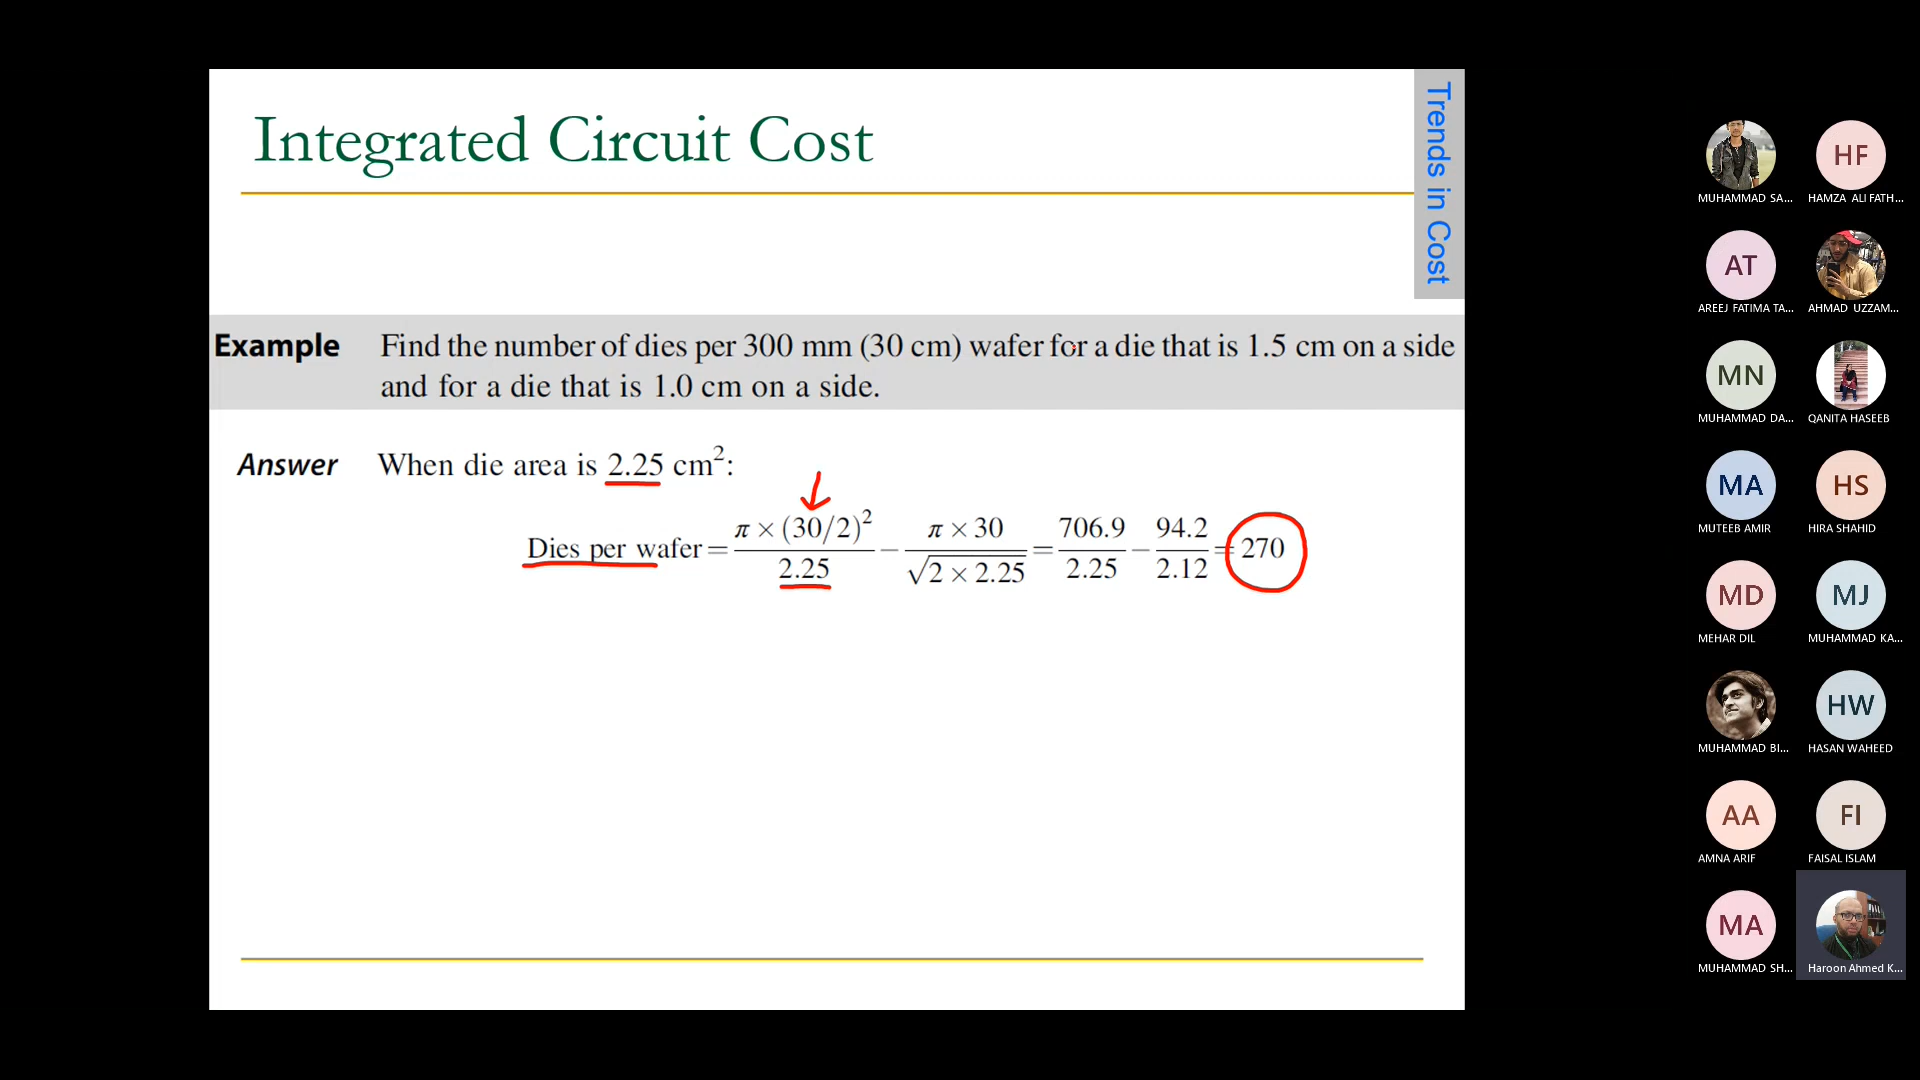 Integrated Circuit Cost
Trends in Cost
Example Find the number of dies per 300 mm (30 cm) wafer for a die that is 1.5 cm on a side
and for a die that is 1.0 cm on a side.
Answer When die area is 2.25 cm²:
Dies per wafer = π × (30/2)² / 2.25 − π × 30 / √2 × 2.25 = 706.9 / 2.25 − 94.2 / 2.12 = 270
HF
MUHAMMAD SA... HAMZA ALI FATH...
AT
AREEJ FATIMA TA... AHMAD UZZAM...
MN
MUHAMMAD DA... QANITA HASEEB
MA HS
MUTEEB AMIR HIRA SHAHID
MD MJ
MEHAR DIL MUHAMMAD KA...
HW
MUHAMMAD BI... HASAN WAHEED
AA FI
AMNA ARIF FAISAL ISLAM
MA
MUHAMMAD SH... Haroon Ahmed K...